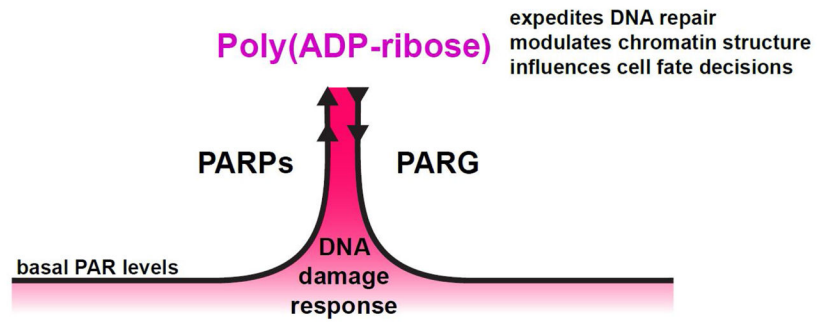 Poly(ADP-ribose)
expedites DNA repair
modulates chromatin structure
influences cell fate decisions
PARPs
PARG
basal PAR levels
DNA
damage
response